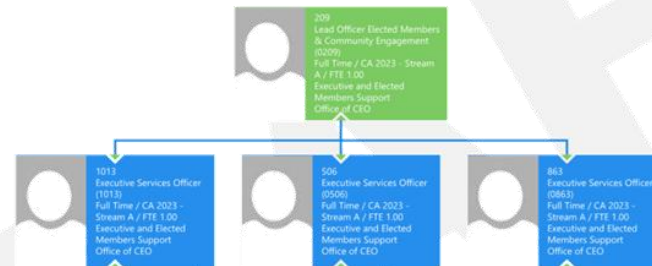 209
Lead Officer Elected Members
& Community Engagement
(0209)
Full Time / CA 2023 - Stream
A / FTE 1.00
Executive and Elected
Members Support
Office of CEO
1013
Executive Services Officer
(1013)
Full Time / CA 2023 -
Stream A / FTE 1.00
Executive and Elected
Members Support
Office of CEO
506
Executive Services Officer
(0506)
Full Time / CA 2023 -
Stream A / FTE 1.00
Executive and Elected
Members Support
Office of CEO
863
Executive Services Officer
(0863)
Full Time / CA 2023 -
Stream A / FTE 1.00
Executive and Elected
Members Support
Office of CEO